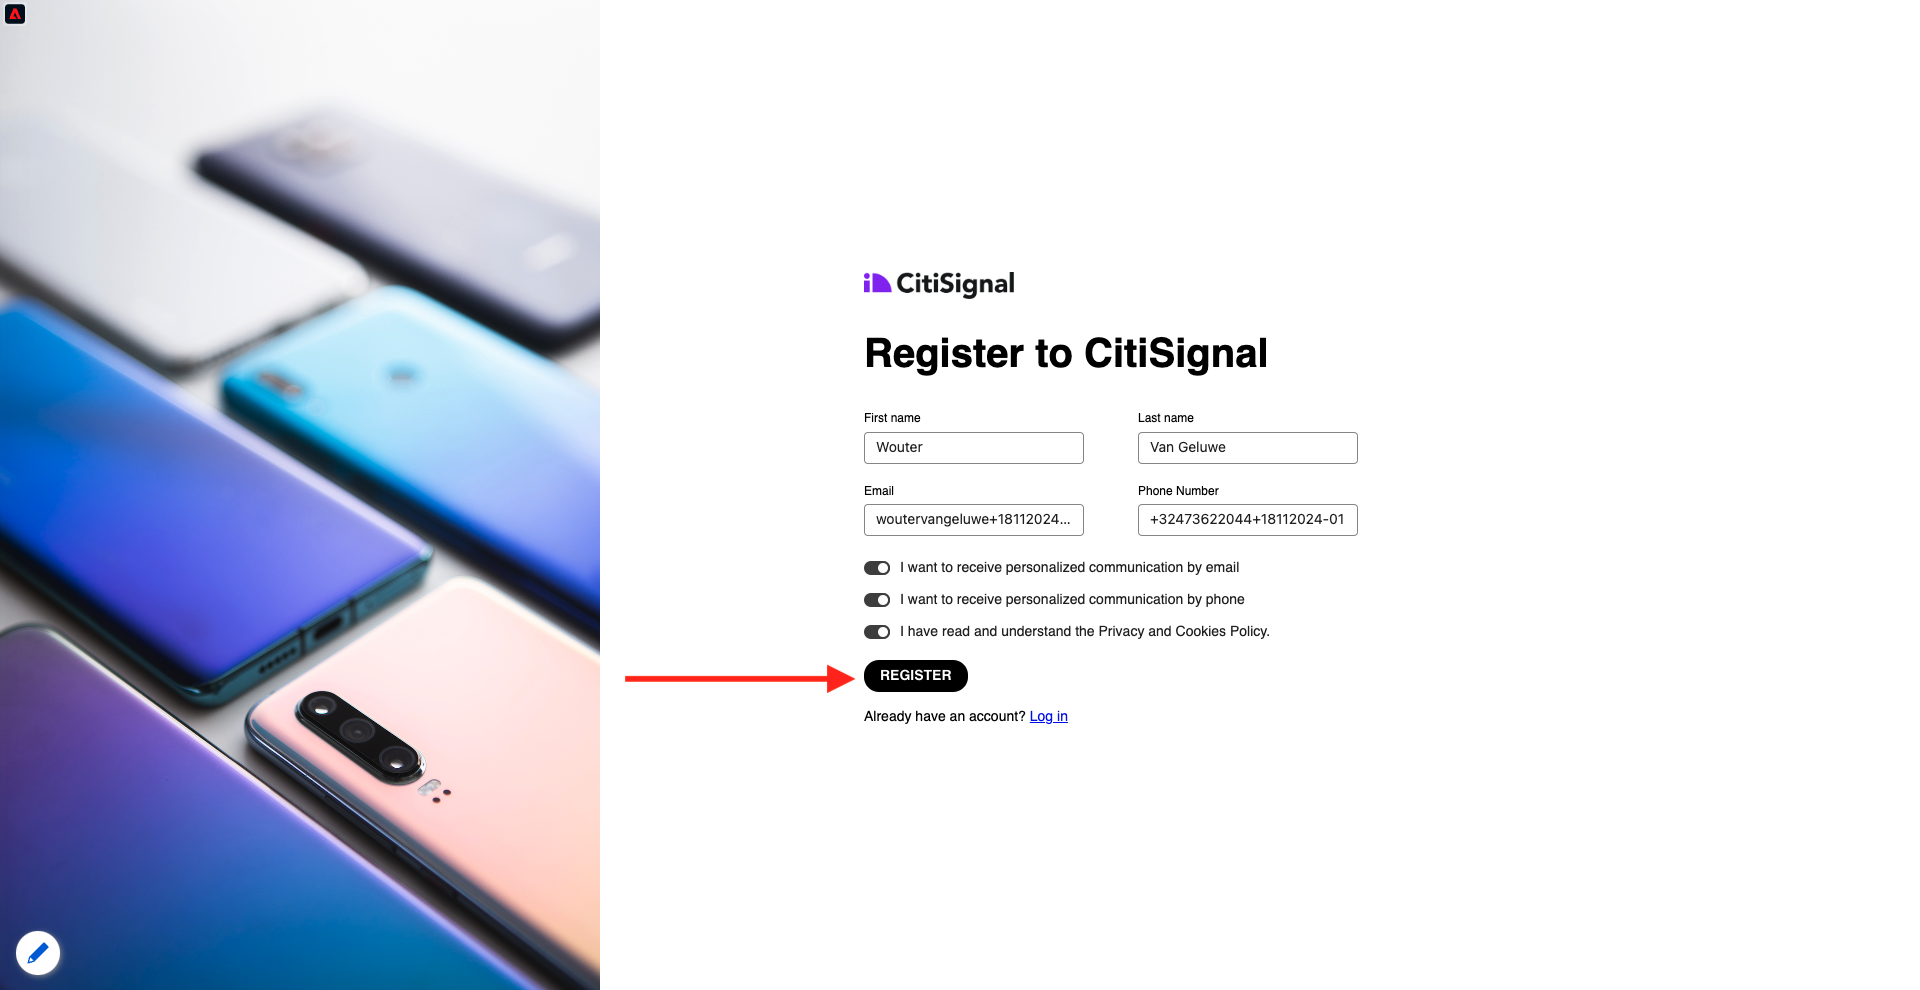 CitiSignal
Register to CitiSignal
First name
Last name
Wouter
Van Geluwe
Email
Phone Number
woutervangeluwe+18112024...
+32473622044+18112024-01
I want to receive personalized communication by email
I want to receive personalized communication by phone
I have read and understand the Privacy and Cookies Policy.
REGISTER
Already have an account? Log in